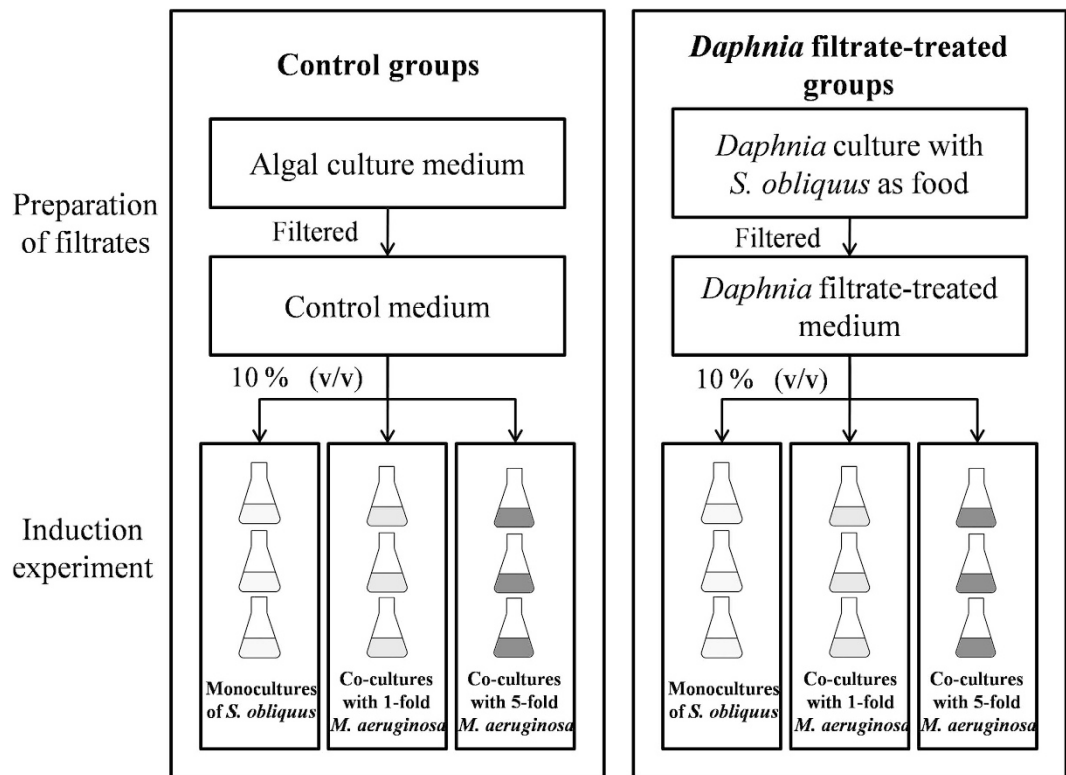 Preparation
of filtrates
Induction
experiment
Control groups
Algal culture medium
Filtered
Control medium
10 % (v/v)
Monocultures
of S. obliquus
Co-cultures
with 1-fold
M. aeruginosa
Co-cultures
with 5-fold
M. aeruginosa
Daphnia filtrate-treated
groups
Daphnia culture with
S. obliquus as food
Filtered
Daphnia filtrate-treated
medium
10 % (v/v)
Monocultures
of S. obliquus
Co-cultures
with 1-fold
M. aeruginosa
Co-cultures
with 5-fold
M. aeruginosa